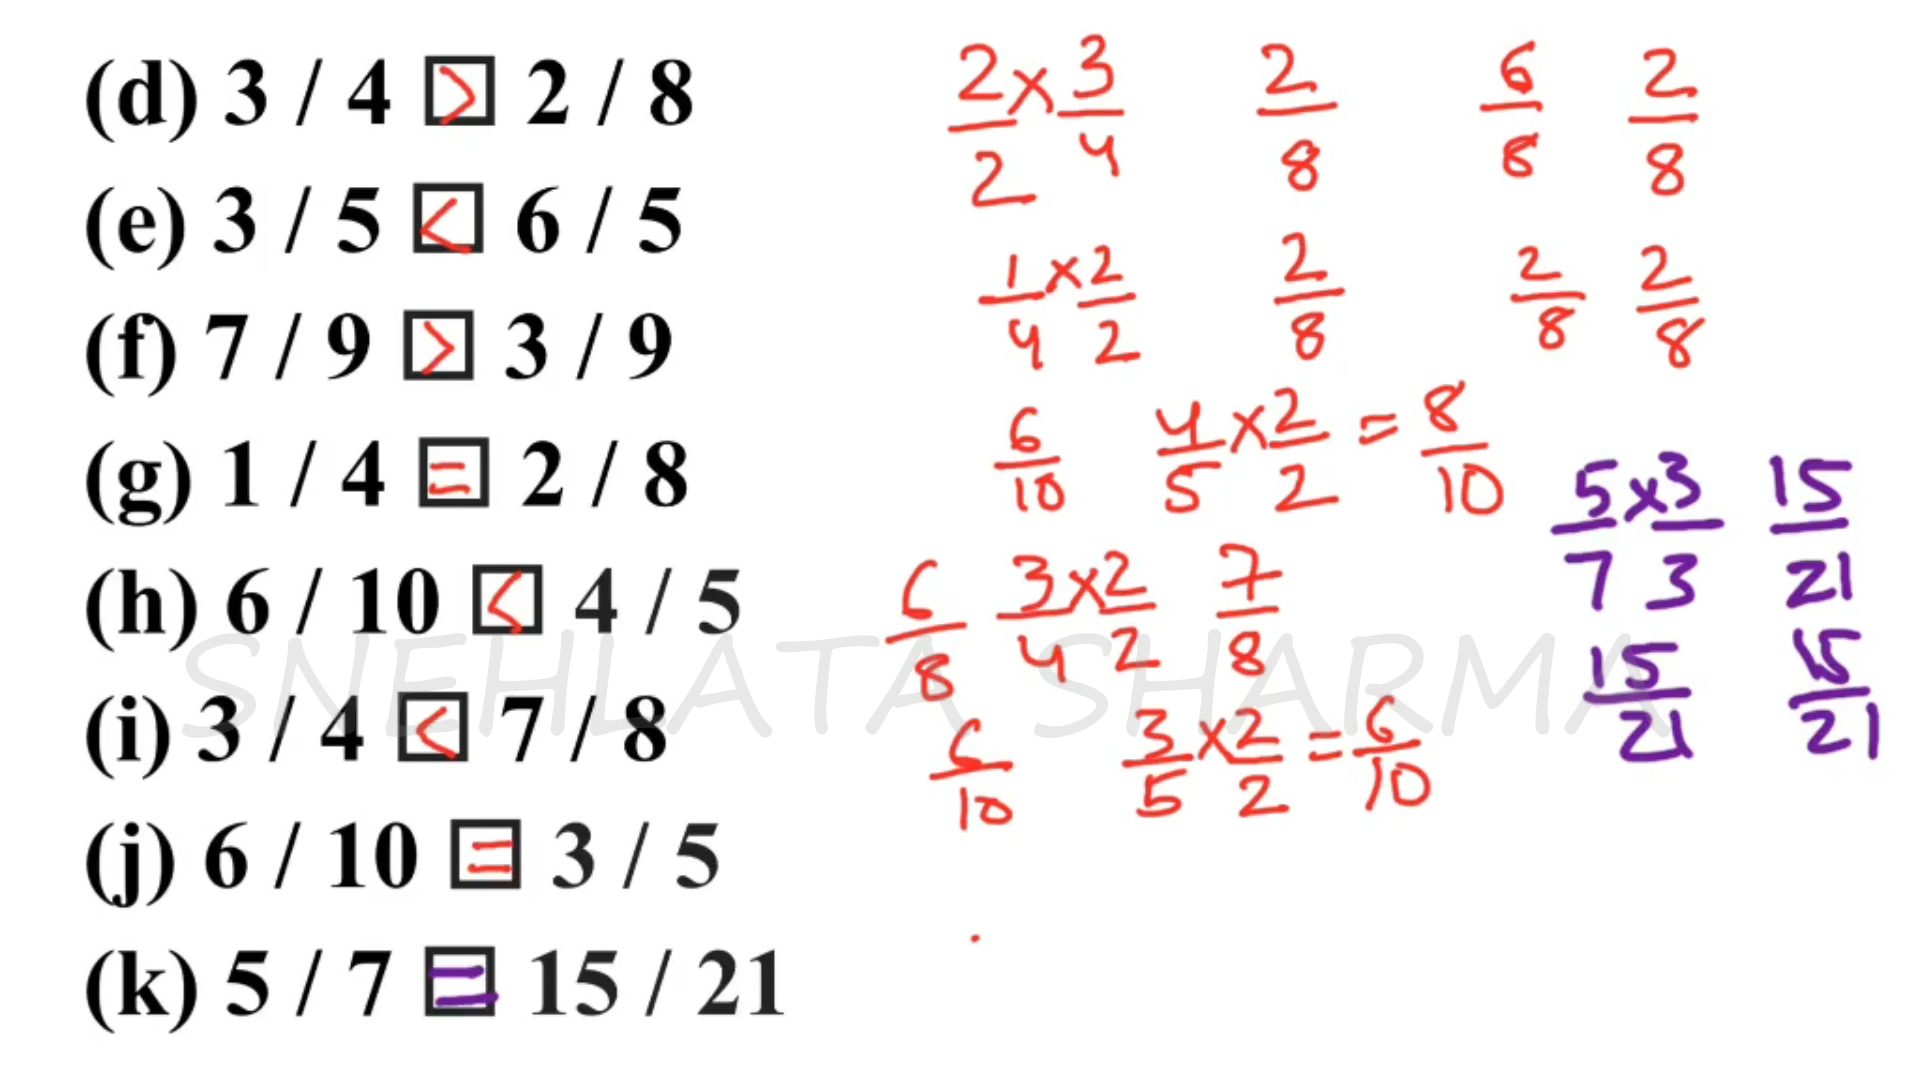 (d) 3 / 4 > 2 / 8
(e) 3 / 5 < 6 / 5
(f) 7 / 9 > 3 / 9
(g) 1 / 4 = 2 / 8
(h) 6 / 10 < 4 / 5
(i) 3 / 4 < 7 / 8
(j) 6 / 10 = 3 / 5
(k) 5 / 7 = 15 / 21
2/2 × 3/4 2/8 6/8 2/8
1/4 × 2/2 2/8 2/8 2/8
6/10 4/5 × 2/2 = 8/10
6/8 3/4 × 2/2 7/8
6/10 3/5 × 2/2 = 6/10
5/7 × 3/3 15/21
15/21 15/21
SNEHLATA SHARMA